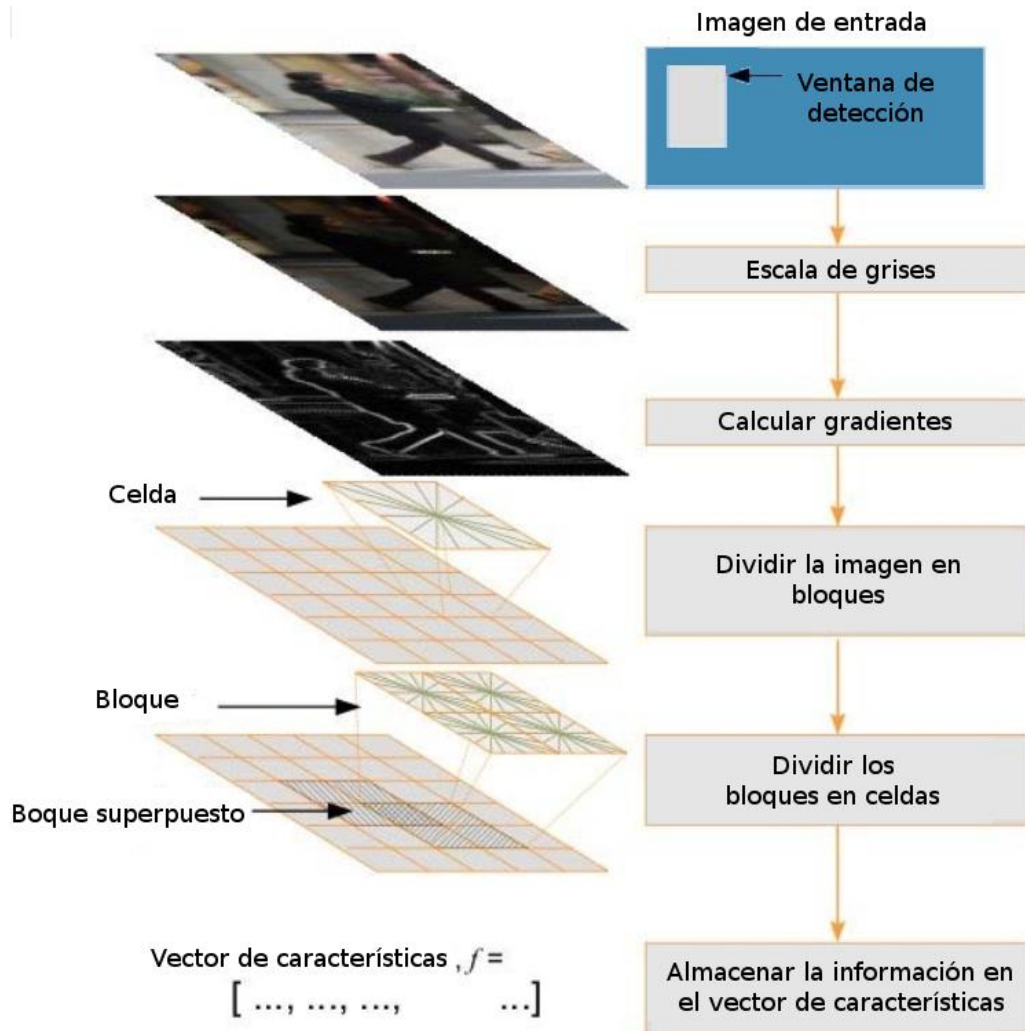 Imagen de entrada
Ventana de
detección
Escala de grises
Calcular gradientes
Celda
Dividir la imagen en
bloques
Bloque
Dividir los
bloques en celdas
Boque superpuesto
Vector de características , f =
[ ..., ..., ..., ...]
Almacenar la información en
el vector de características